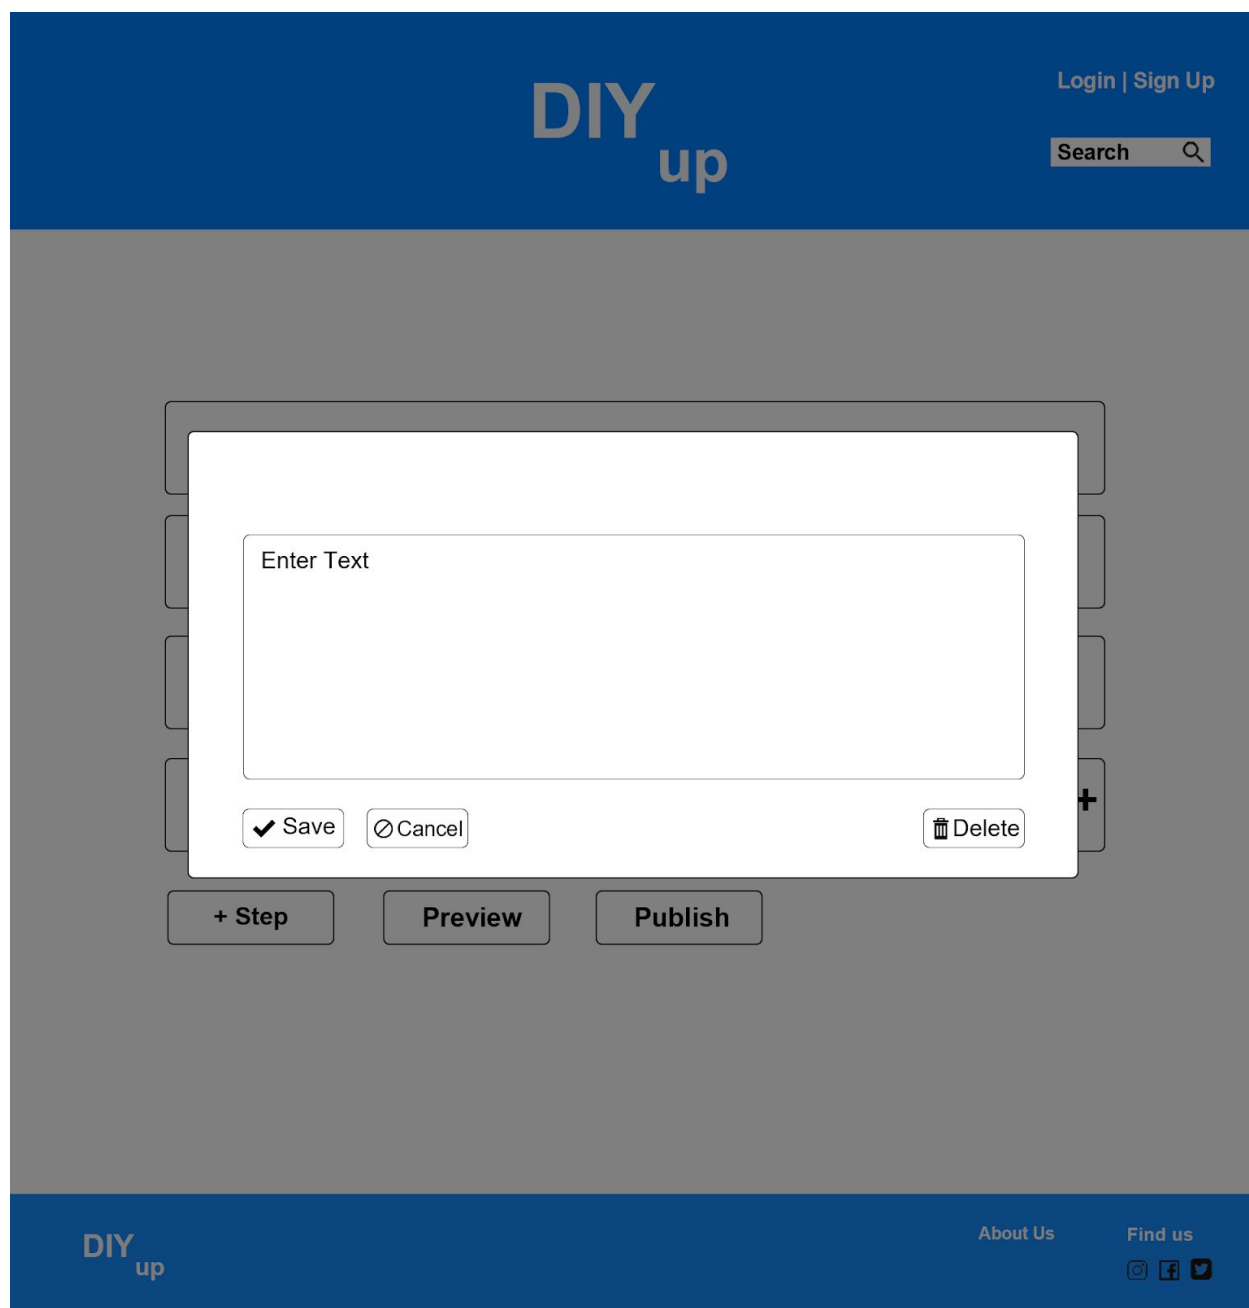 DIY
up
Login | Sign Up
Search
Enter Text
Save
Cancel
Delete
+
+ Step
Preview
Publish
DIY
up
About Us
Find us